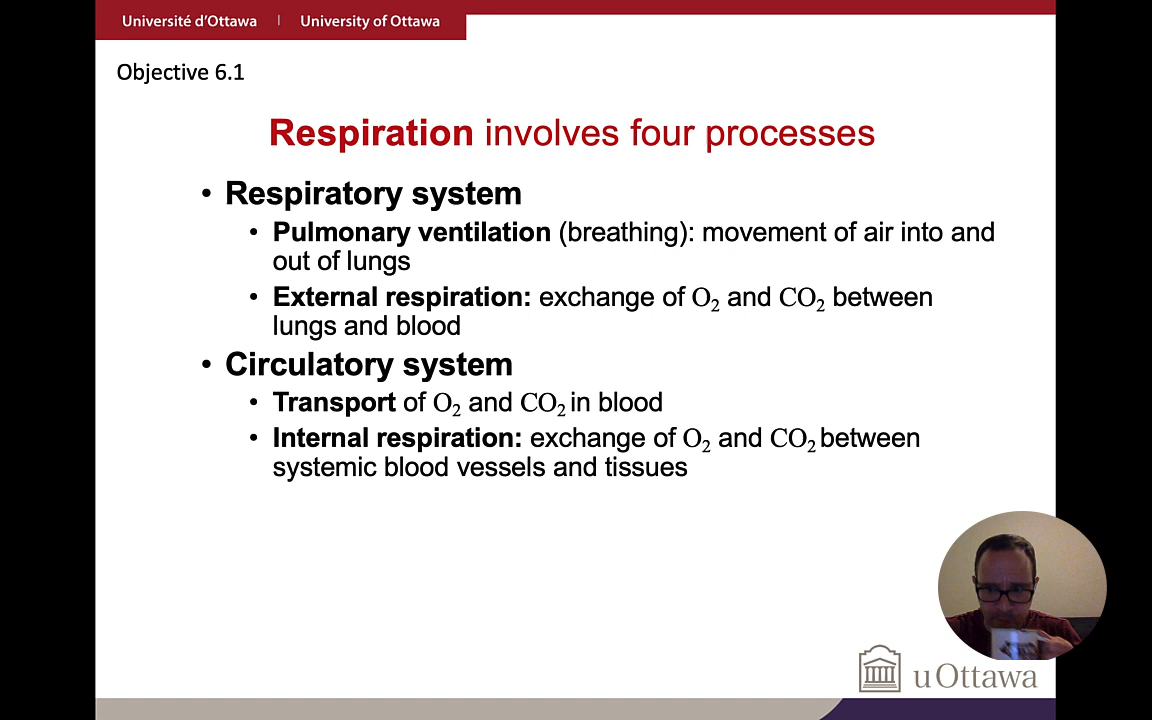 Université d'Ottawa | University of Ottawa
Objective 6.1
Respiration involves four processes
• Respiratory system
• Pulmonary ventilation (breathing): movement of air into and
out of lungs
• External respiration: exchange of O₂ and CO₂ between
lungs and blood
• Circulatory system
• Transport of O₂ and CO₂ in blood
• Internal respiration: exchange of O₂ and CO₂ between
systemic blood vessels and tissues
uOttawa